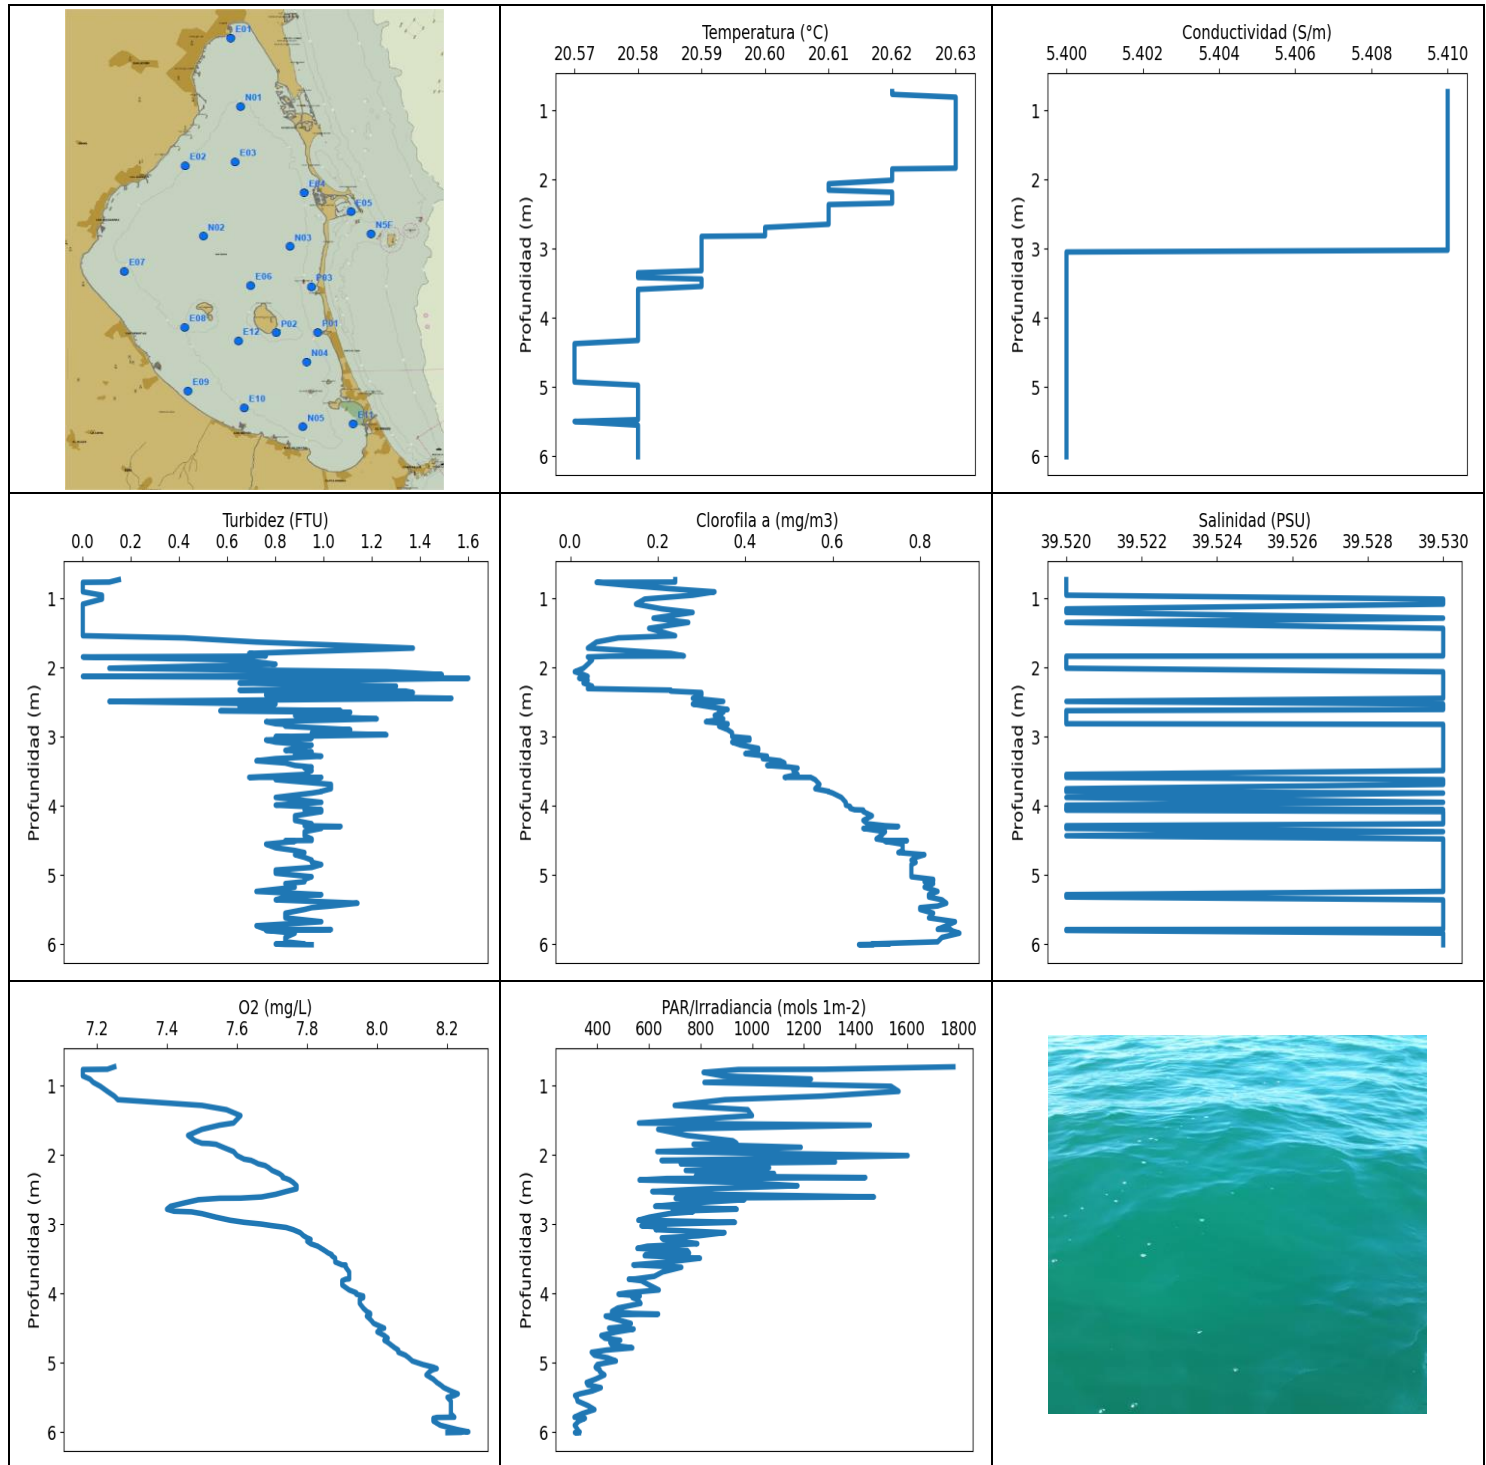 E01
N01
E02
E03
E04
E05
N5F
N02
N03
E07
E06
P03
E08
E12
P02
P01
N04
E09
E10
N05
E11
Temperatura (°C)
20.57 20.58 20.59 20.60 20.61 20.62 20.63
Profundidad (m)
1
2
3
4
5
6
Conductividad (S/m)
5.400 5.402 5.404 5.406 5.408 5.410
Profundidad (m)
1
2
3
4
5
6
Turbidez (FTU)
0.0 0.2 0.4 0.6 0.8 1.0 1.2 1.4 1.6
Profundidad (m)
1
2
3
4
5
6
Clorofila a (mg/m3)
0.0 0.2 0.4 0.6 0.8
Profundidad (m)
1
2
3
4
5
6
Salinidad (PSU)
39.520 39.522 39.524 39.526 39.528 39.530
Profundidad (m)
1
2
3
4
5
6
O2 (mg/L)
7.2 7.4 7.6 7.8 8.0 8.2
Profundidad (m)
1
2
3
4
5
6
PAR/Irradiancia (mols 1m-2)
400 600 800 1000 1200 1400 1600 1800
Profundidad (m)
1
2
3
4
5
6